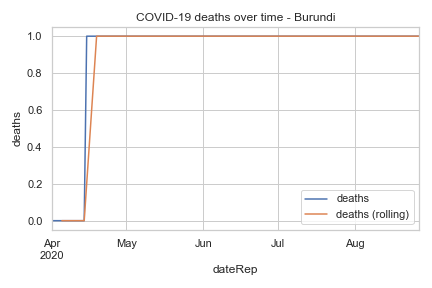 COVID-19 deaths over time - Burundi
deaths
1.0
0.8
0.6
0.4
0.2
0.0
deaths
deaths (rolling)
Apr
2020
May
Jun
Jul
Aug
dateRep